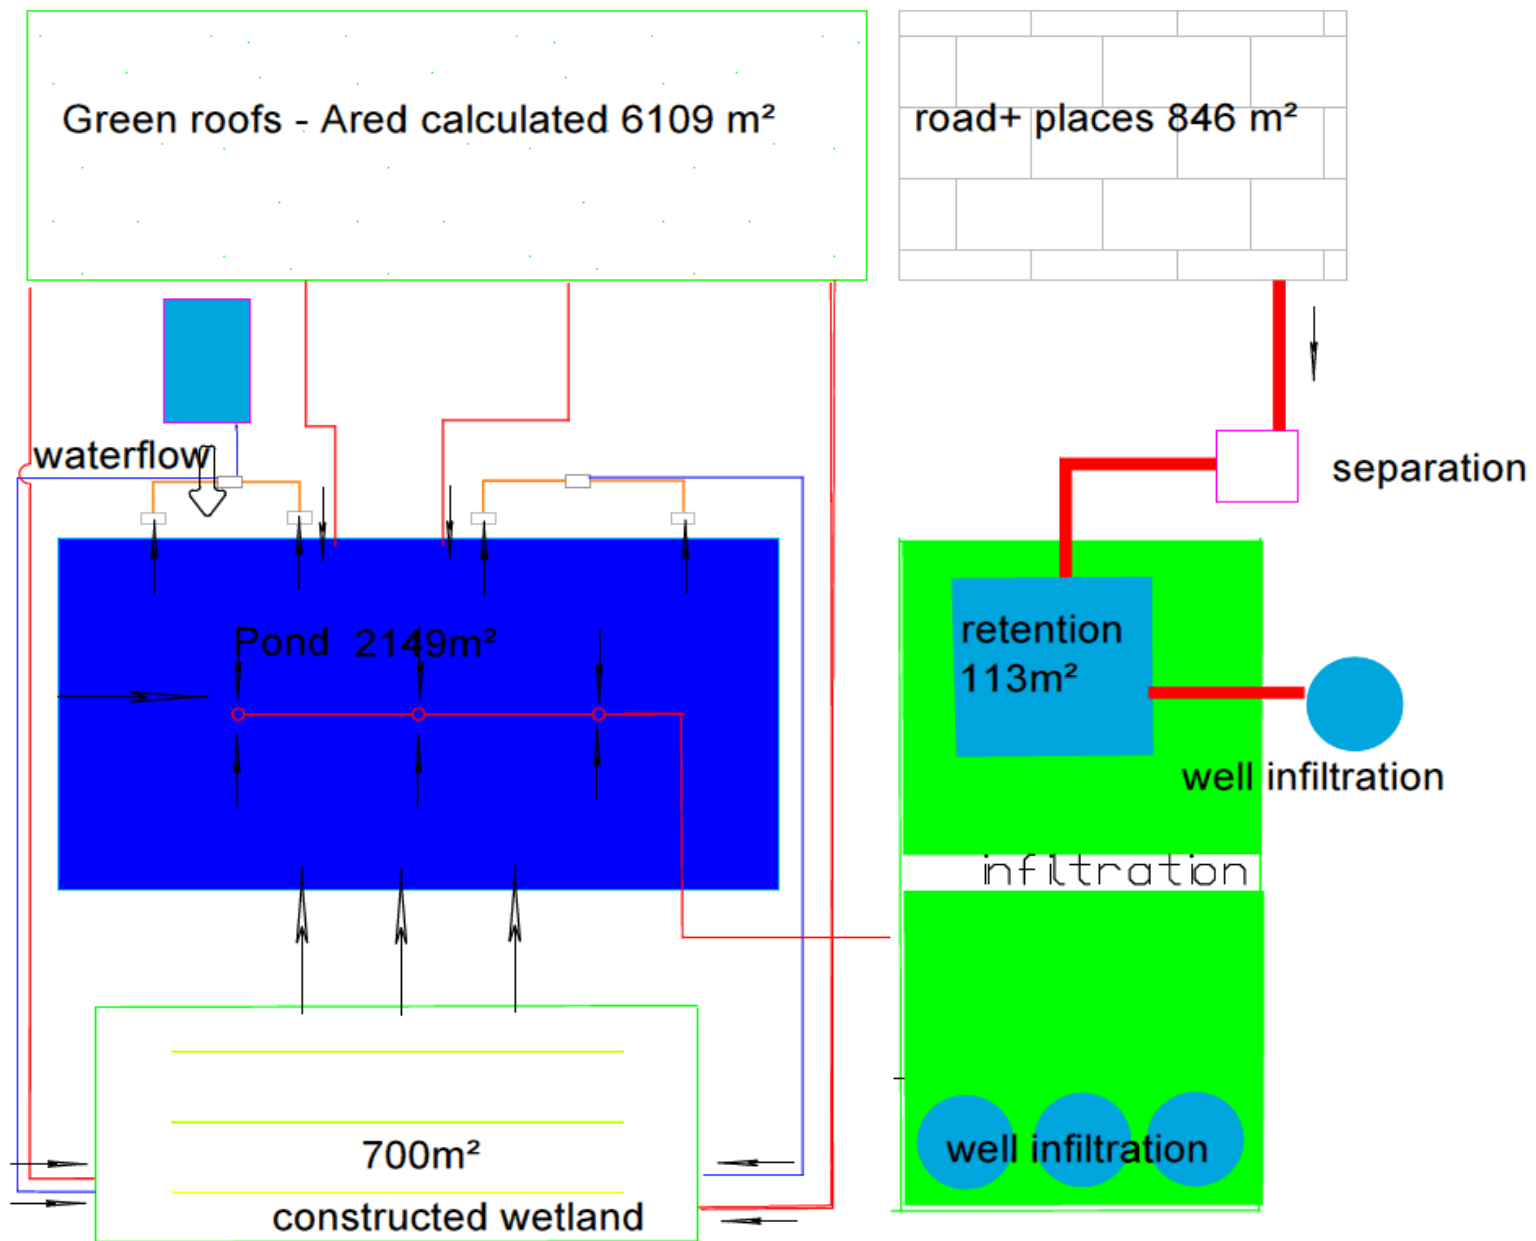 Green roofs - Ared calculated 6109 m²
road+ places 846 m²
waterflow
separation
Pond 2149m²
retention
113m²
well infiltration
infiltration
700m²
well infiltration
constructed wetland